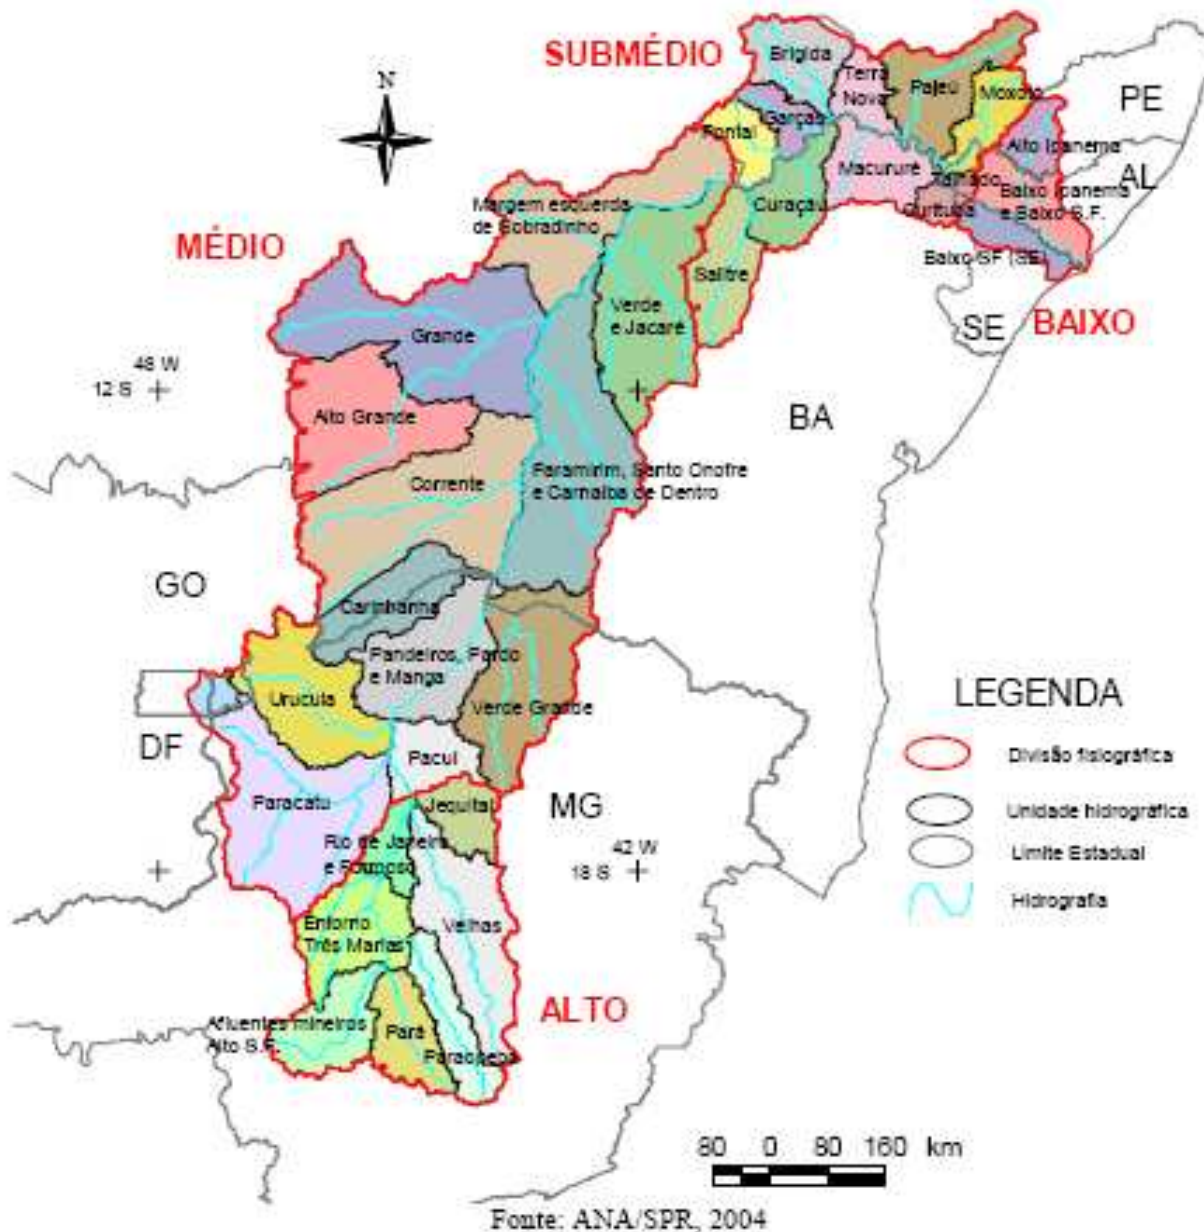 SUBMÉDIO
N
Brígida
Terra
Nova
Pajeú
Moxotó
PE
Garças
Pontal
Alto Ipanema
Macururé
AL
Talhado
Curaçau
Curituba
Baixo Ipanema
e Baixo S.F.
Margem esquerda
de Sobradinho
MÉDIO
Baixo SF (SE)
Salitre
Verde
e Jacaré
SE
BAIXO
Grande
48 W
12 S
Alto Grande
BA
Corrente
Paramirim, Santo Onofre
e Carnaíba de Dentro
GO
Carinhanha
Pandeiros, Pardo
e Manga
Urucuia
Verde Grande
LEGENDA
DF
Pacuí
Divisão fisiográfica
Paracatu
Jequitaí
MG
Unidade hidrográfica
Rio de Janeiro
e Formoso
Limite Estadual
42 W
18 S
Hidrografia
Entorno
Três Marias
Velhas
ALTO
Afluentes mineiros
Alto S.F.
Pará
Paraopeba
80 0 80 160 km
Fonte: ANA/SPR, 2004